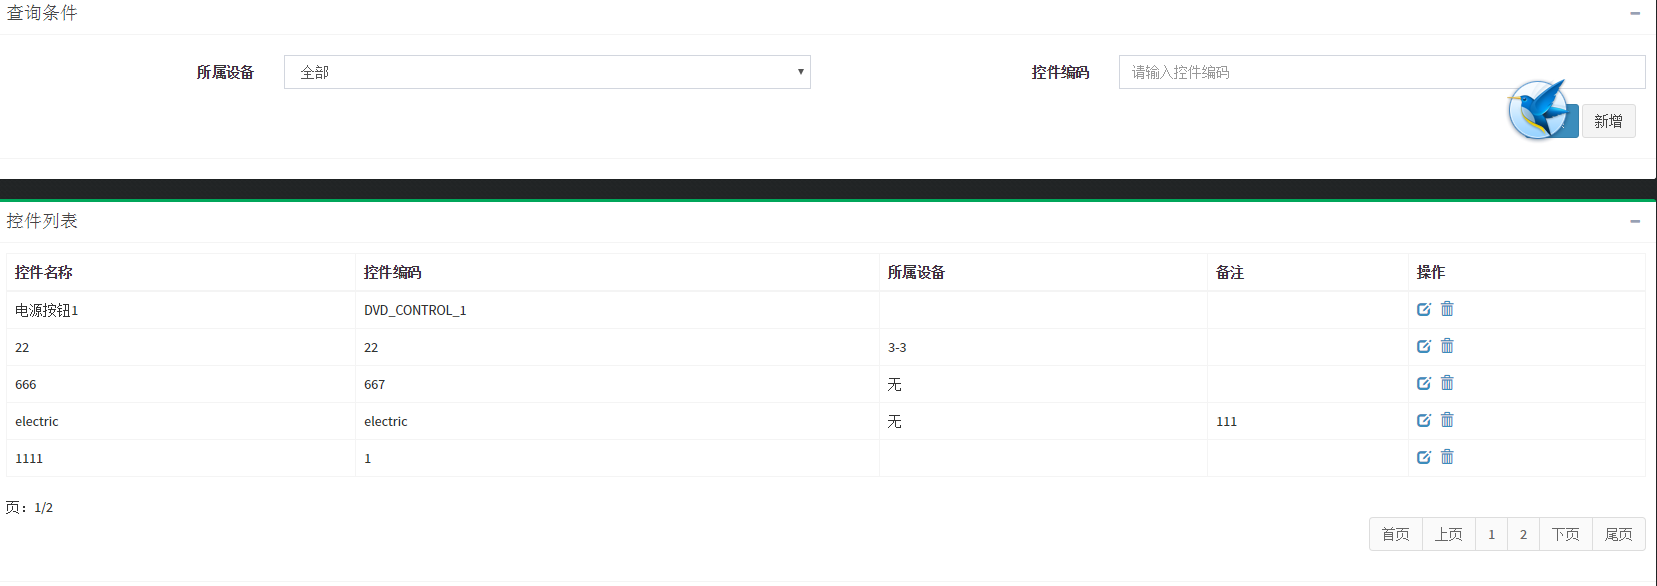 查询条件
所属设备 全部 控件编码 请输入控件编码
新增
控件列表
控件名称 控件编码 所属设备 备注 操作
电源按钮1 DVD_CONTROL_1
22 22 3-3
666 667 无
electric electric 无 111
1111 1
页：1/2
首页 上页 1 2 下页 尾页